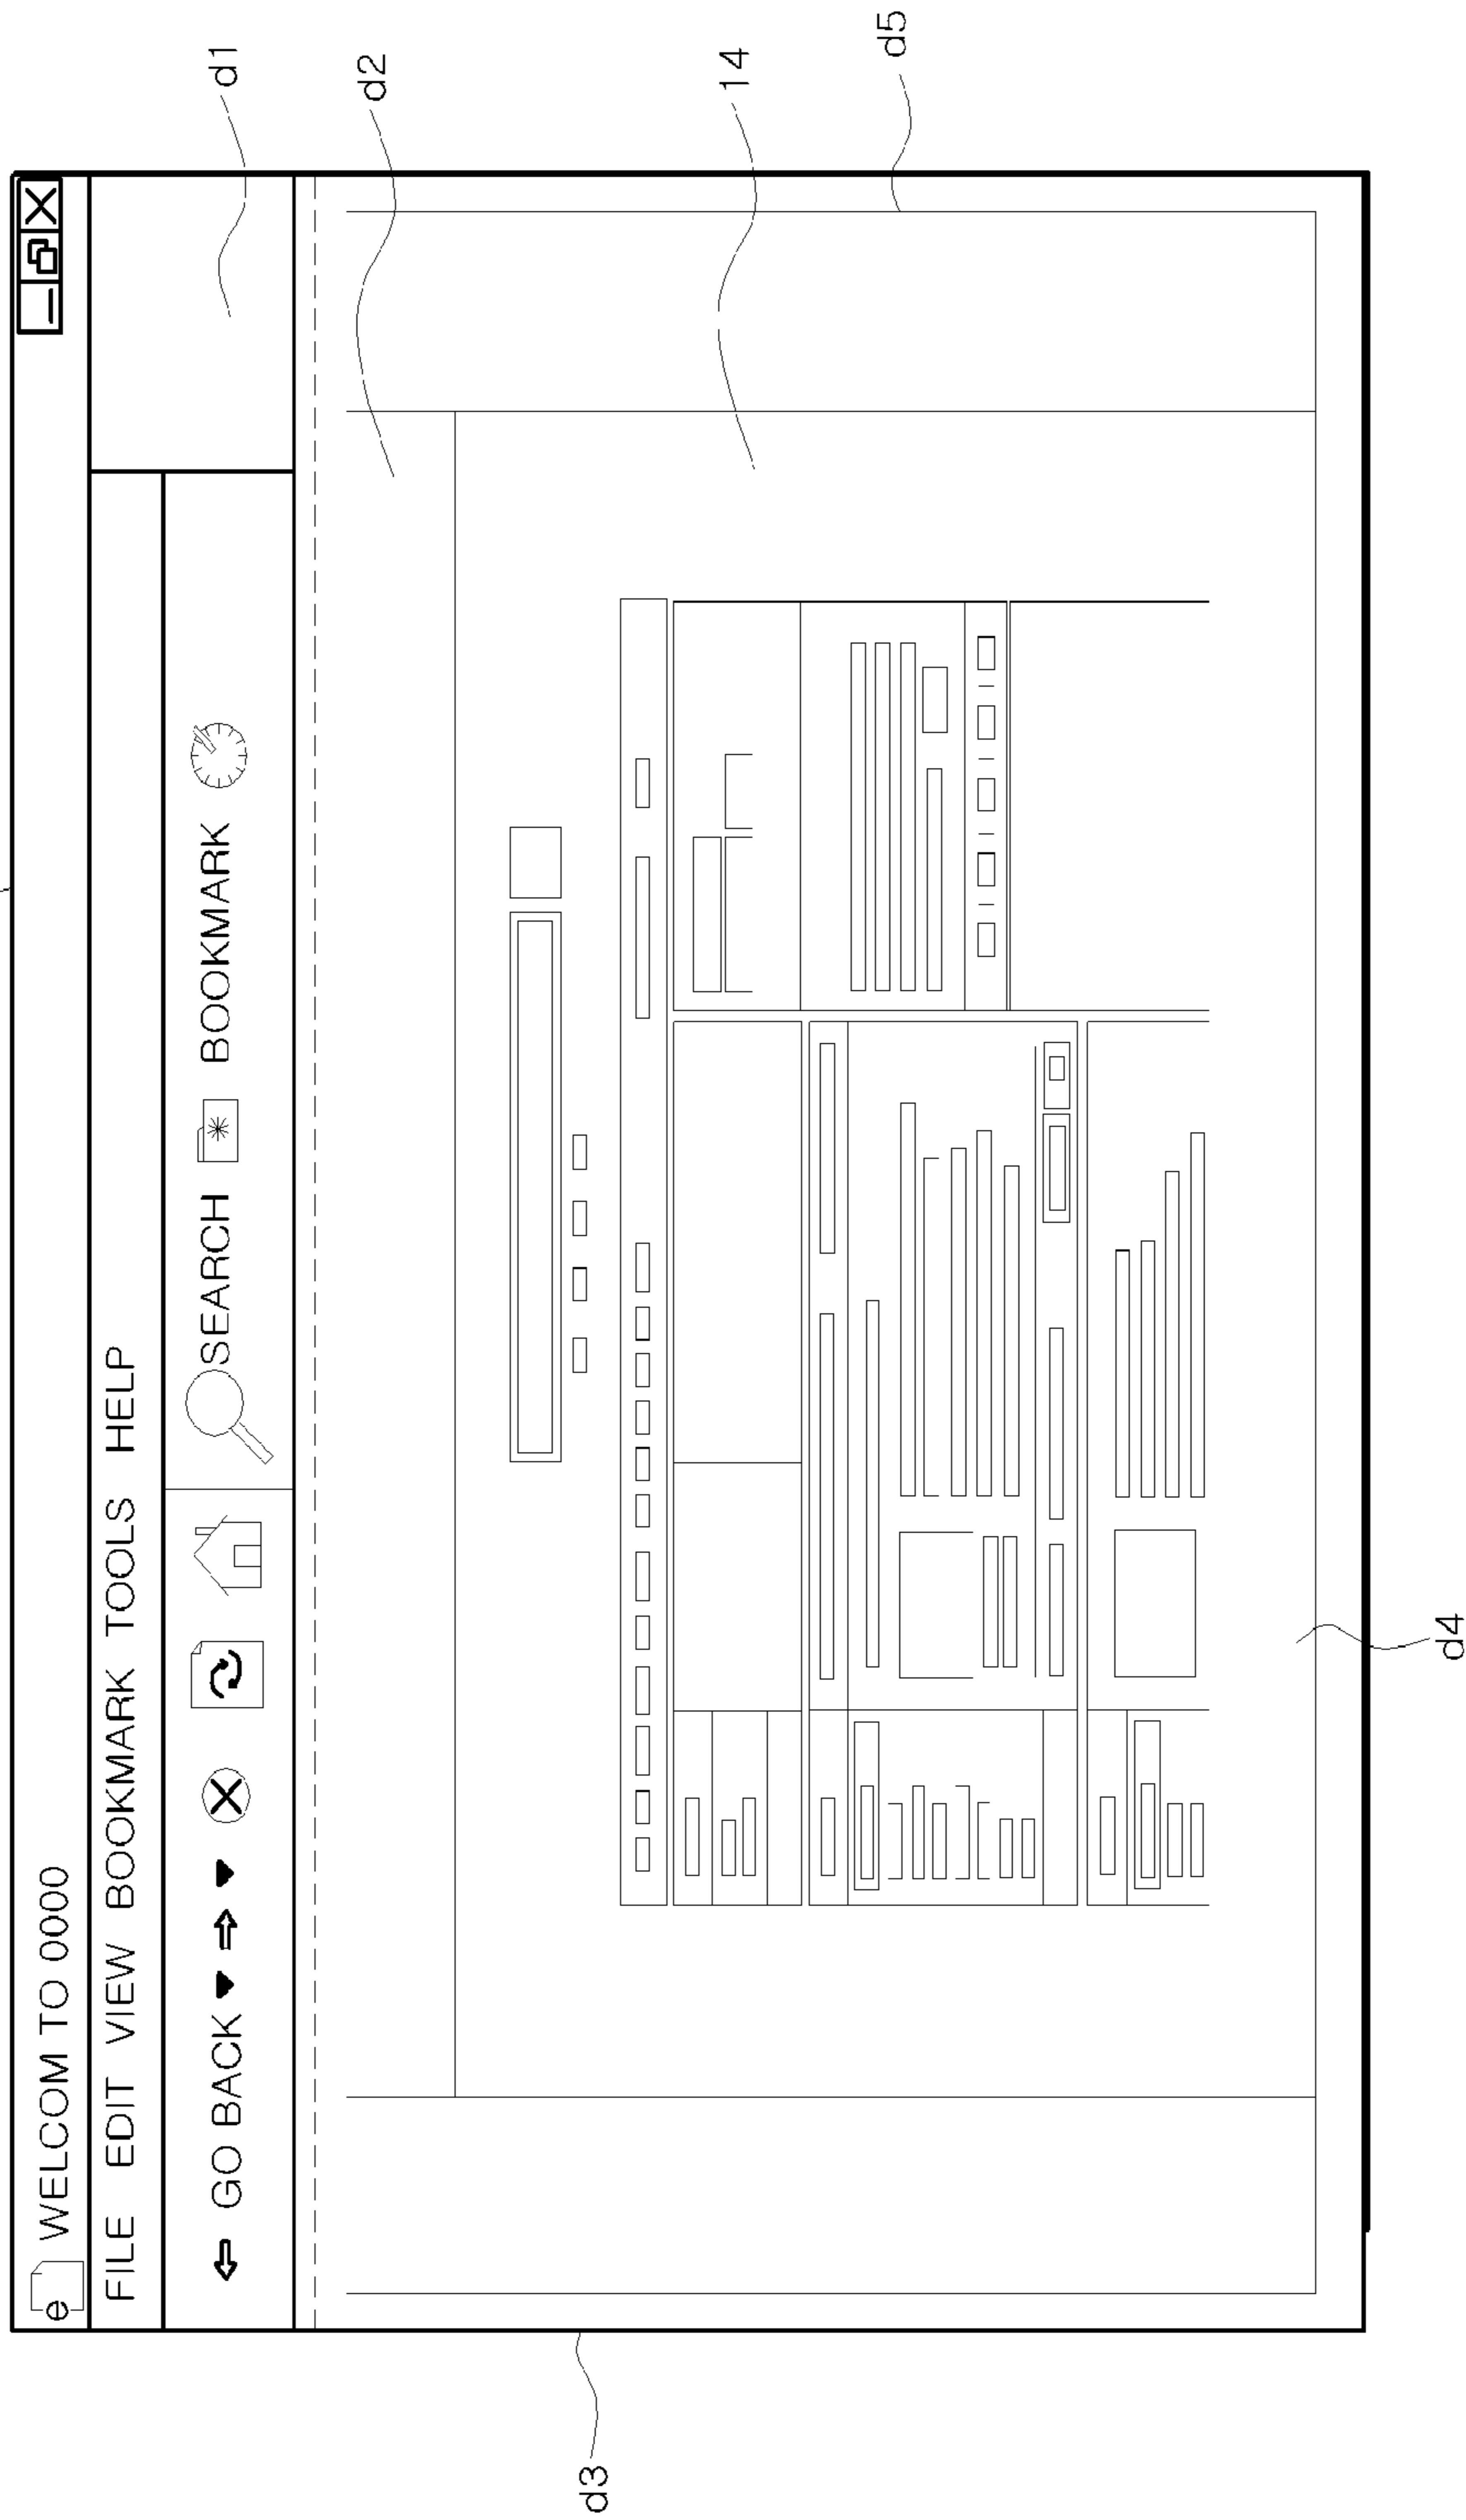 e WELCOM TO 0000
FILE EDIT VIEW BOOKMARK TOOLS HELP
GO BACK SEARCH BOOKMARK
d1
d2
14
d5
d3
d4